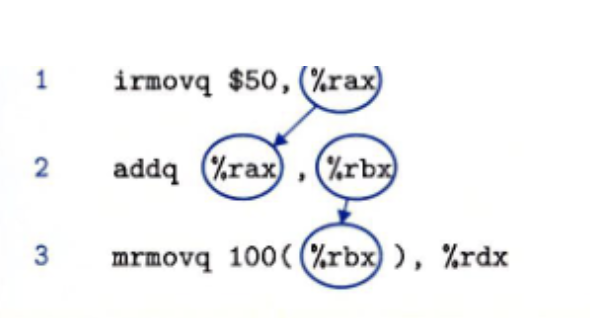 1 irmovq $50, %rax
2 addq %rax , %rbx
3 mrmovq 100( %rbx ), %rdx